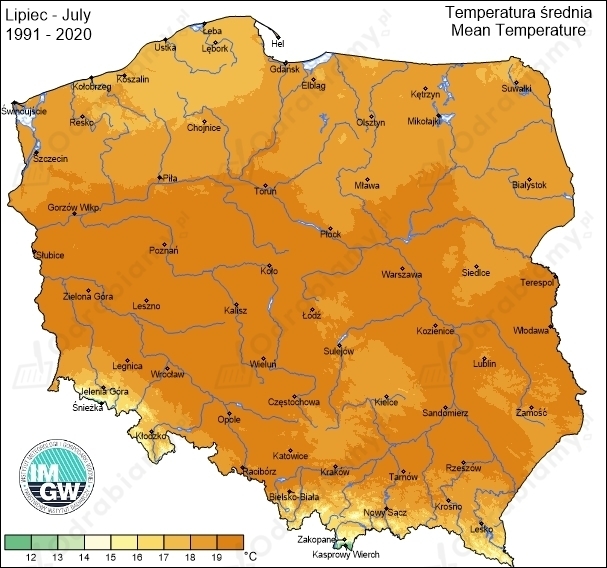 Lipiec - July
1991 - 2020
Temperatura średnia
Mean Temperature
Łeba
Hel
Ustka
Lębork
Gdańsk
Koszalin
Kołobrzeg
Elbląg
Kętrzyn
Suwałki
Świnoujście
Resko
Chojnice
Olsztyn
Mikołajki
Szczecin
Piła
Toruń
Mława
Białystok
Gorzów Wlkp.
Płock
Słubice
Poznań
Koło
Warszawa
Siedlce
Terespol
Zielona Góra
Leszno
Kalisz
Łódź
Kozienice
Włodawa
Sulejów
Legnica
Wrocław
Wieluń
Lublin
Jelenia Góra
Śnieżka
Częstochowa
Kielce
Sandomierz
Zamość
Opole
Kłodzko
Katowice
Racibórz
Kraków
Tarnów
Rzeszów
Bielsko-Biała
Nowy Sącz
Krosno
Lesko
Zakopane
Kasprowy Wierch
IM
GW
12 13 14 15 16 17 18 19 °C
odrabiamy.pl